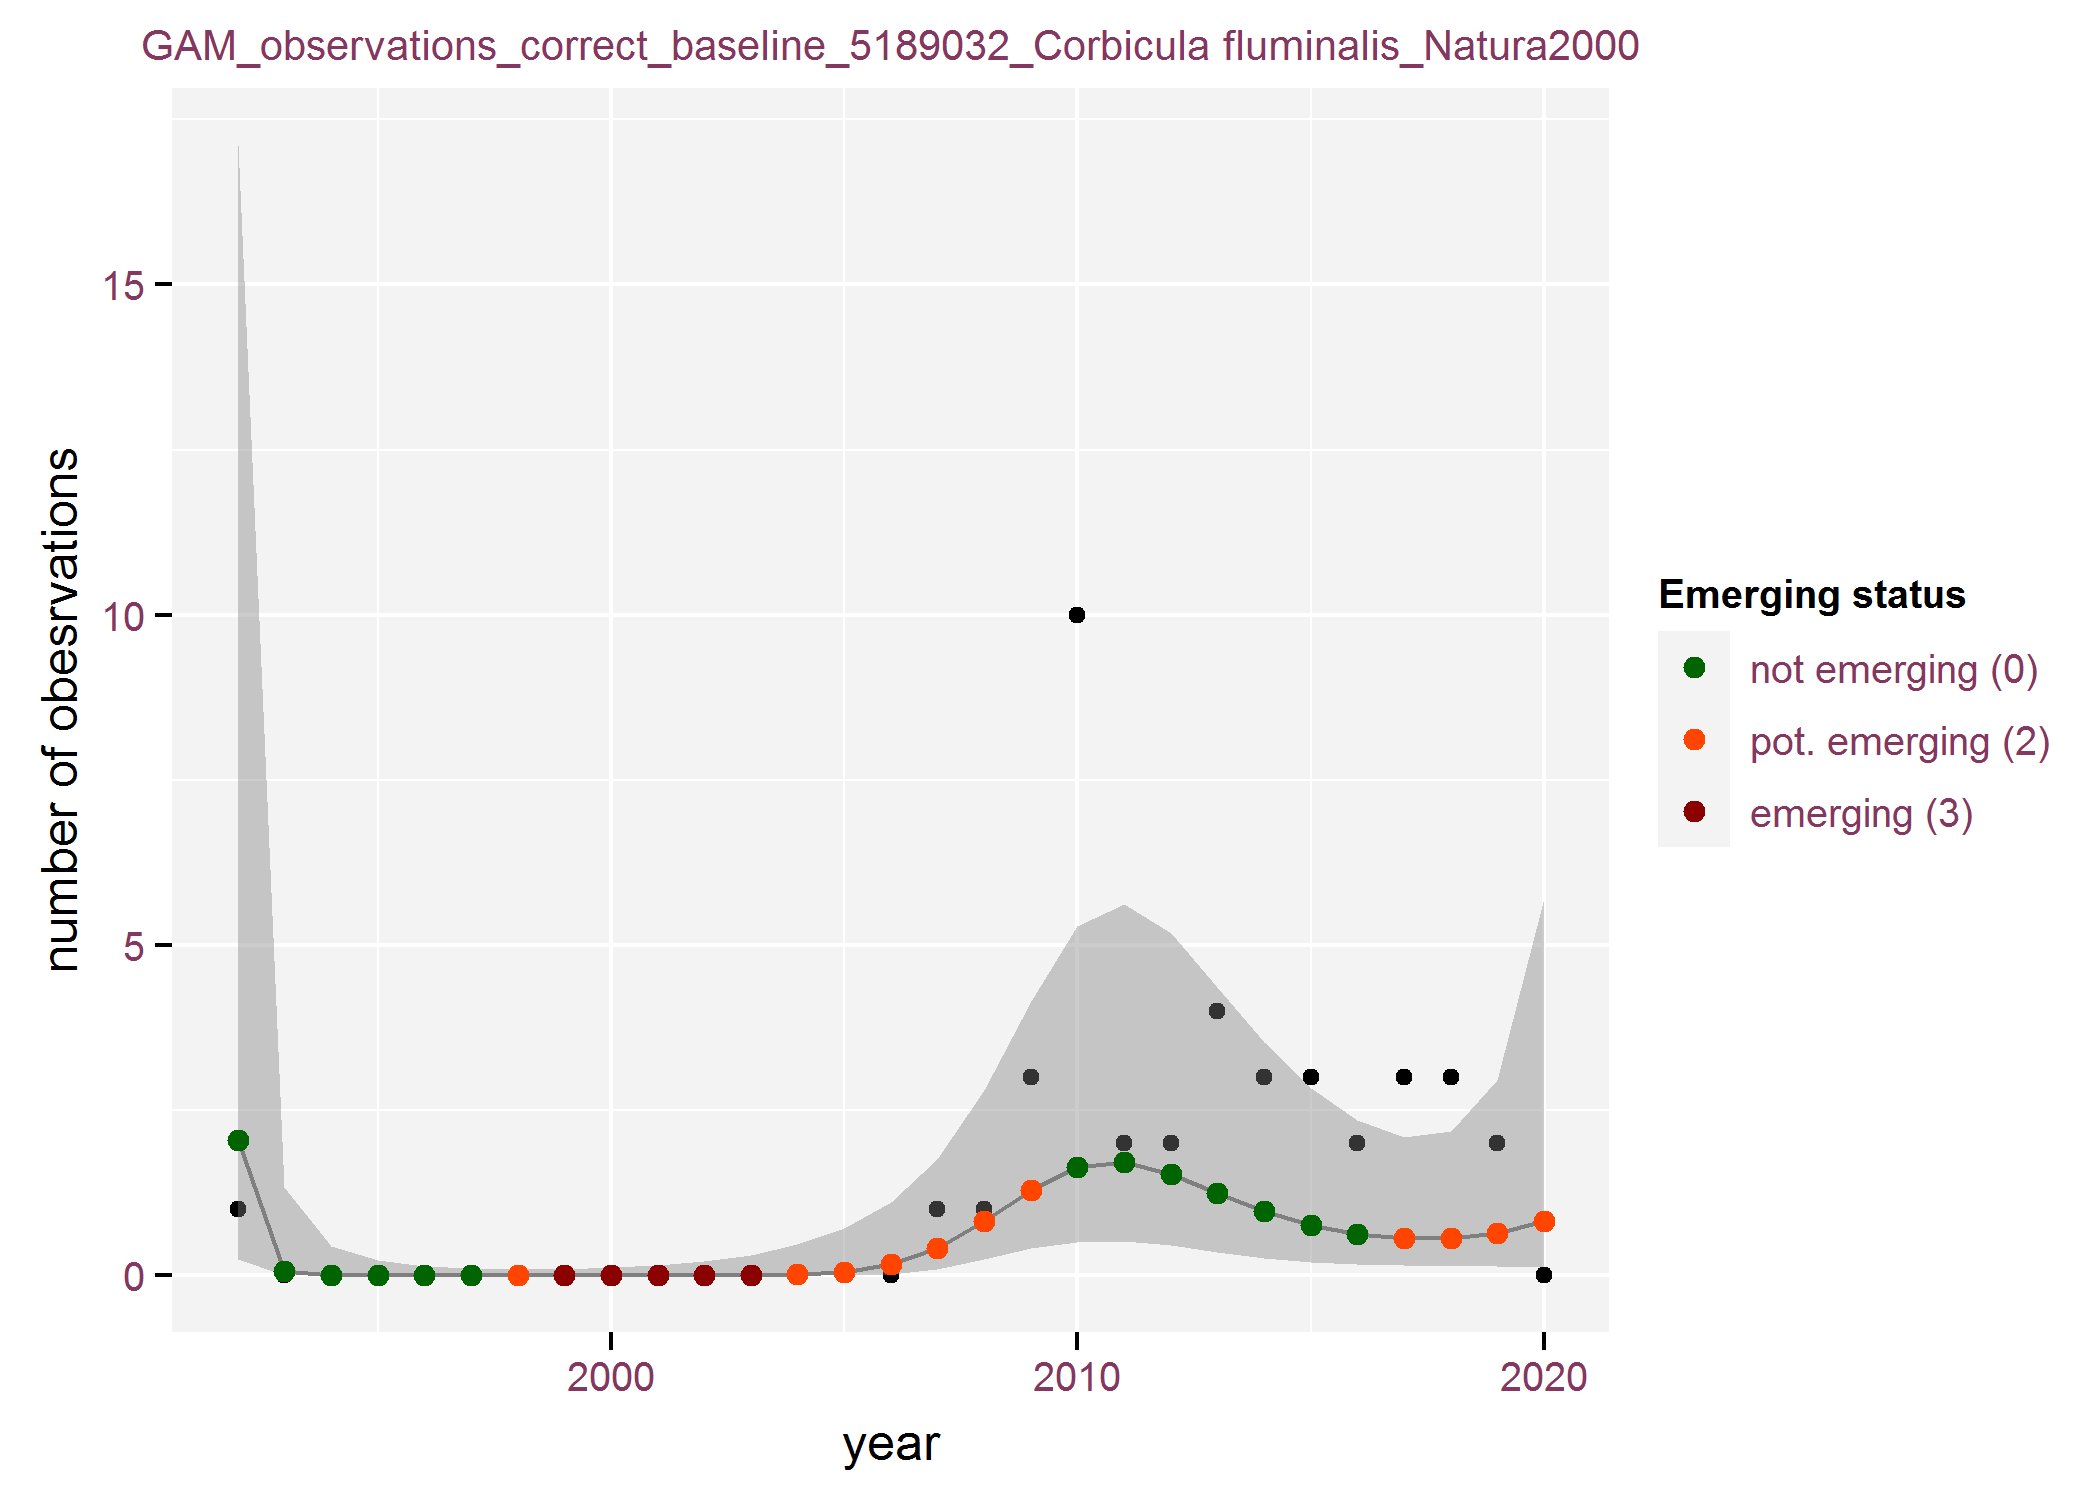 GAM_observations_correct_baseline_5189032_Corbicula fluminalis_Natura2000
number of obesrvations
15
10
5
0
2000
2010
2020
year
Emerging status
not emerging (0)
pot. emerging (2)
emerging (3)